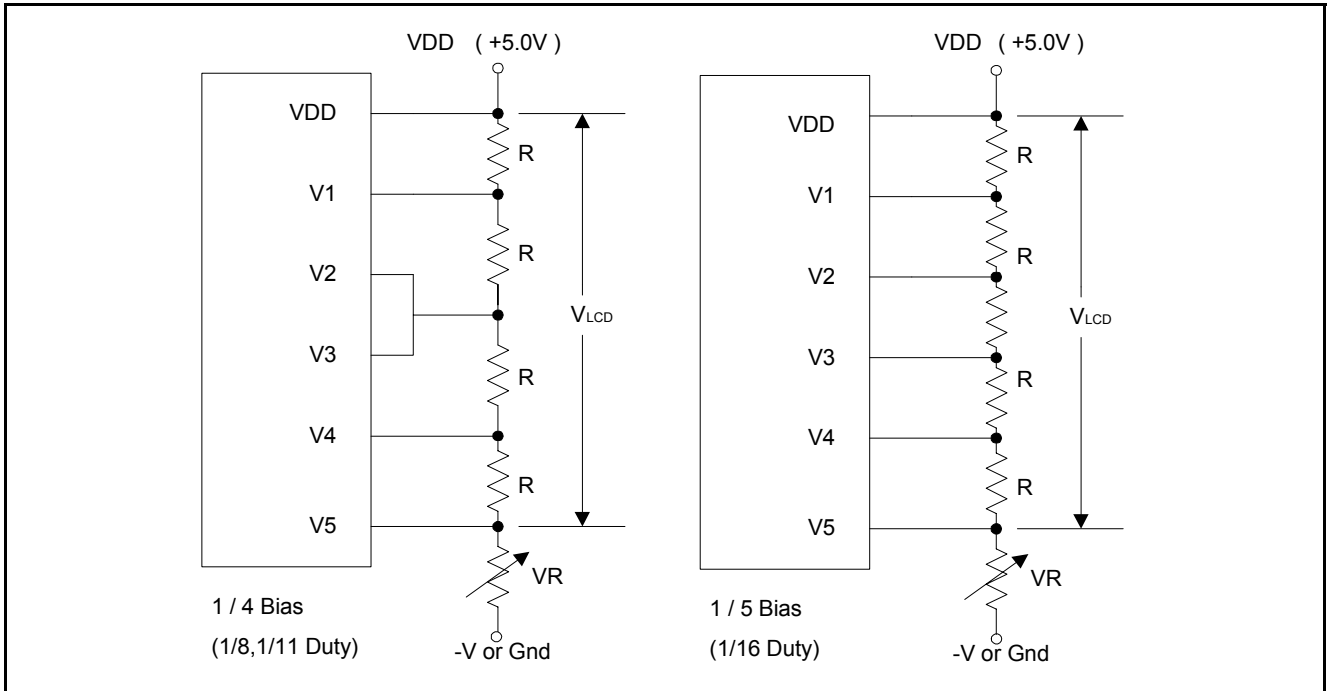 VDD ( +5.0V )
VDD
R
V1
R
V2
VLCD
V3
R
V4
R
V5
VR
1 / 4 Bias
(1/8,1/11 Duty)
-V or Gnd
VDD ( +5.0V )
VDD
R
V1
R
V2
VLCD
V3
R
V4
R
V5
VR
1 / 5 Bias
(1/16 Duty)
-V or Gnd